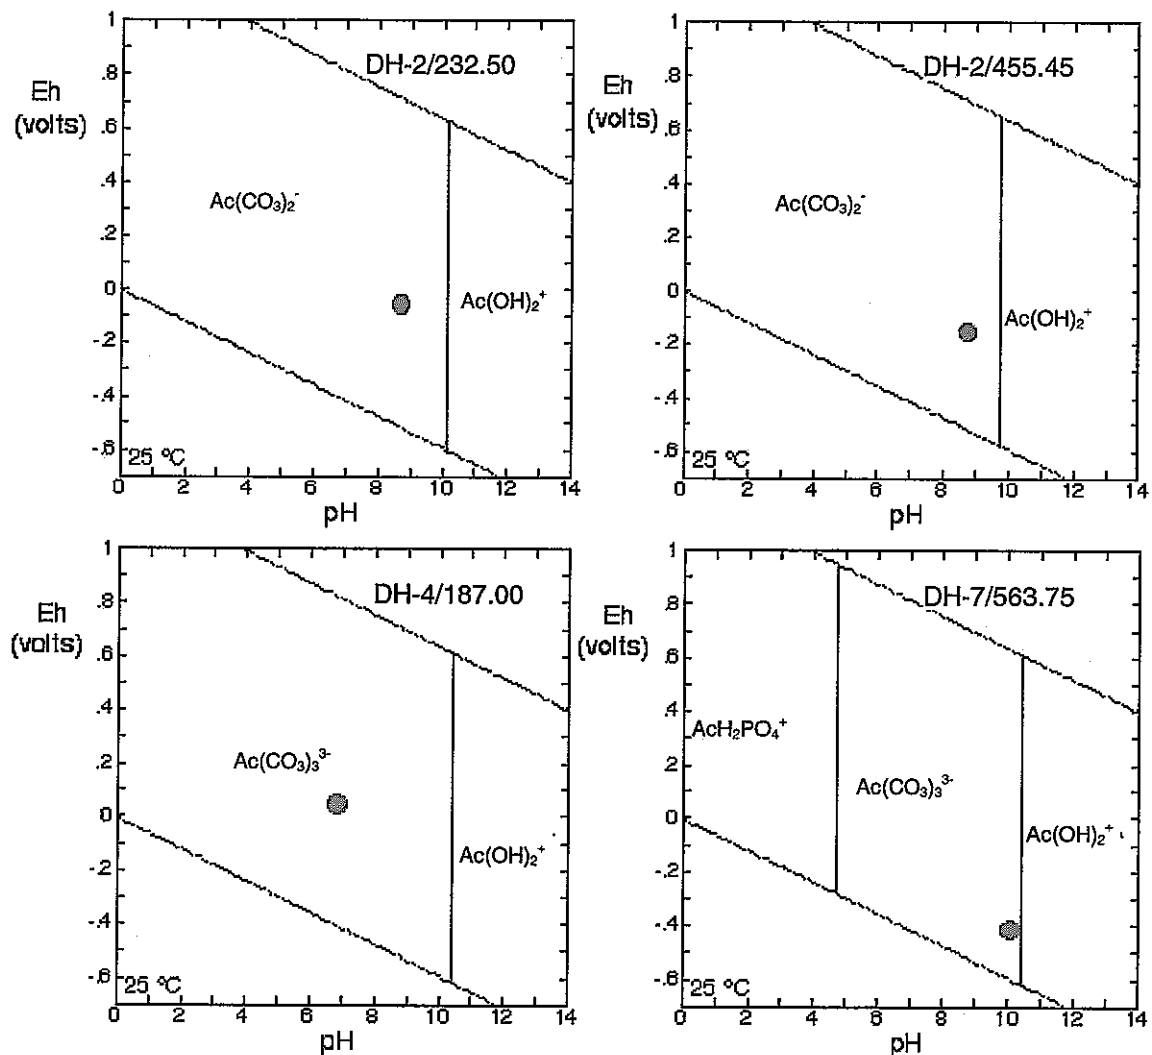 1
DH-2/232.50
.8
Eh
(volts)
.6
.4
Ac(CO₃)₂⁻
.2
0
Ac(OH)₂⁺
-.2
-.4
-.6
25 ºC
0 2 4 6 8 10 12 14
pH
1
DH-2/455.45
.8
Eh
(volts)
.6
.4
Ac(CO₃)₂⁻
.2
0
Ac(OH)₂⁺
-.2
-.4
-.6
25 ºC
0 2 4 6 8 10 12 14
pH
1
DH-4/187.00
.8
Eh
(volts)
.6
.4
Ac(CO₃)₃³⁻
.2
0
Ac(OH)₂⁺
-.2
-.4
-.6
25 ºC
0 2 4 6 8 10 12 14
pH
1
DH-7/563.75
.8
Eh
(volts)
.6
.4
AcH₂PO₄⁺
.2
Ac(CO₃)₃³⁻
0
Ac(OH)₂⁺
-.2
-.4
-.6
25 ºC
0 2 4 6 8 10 12 14
pH